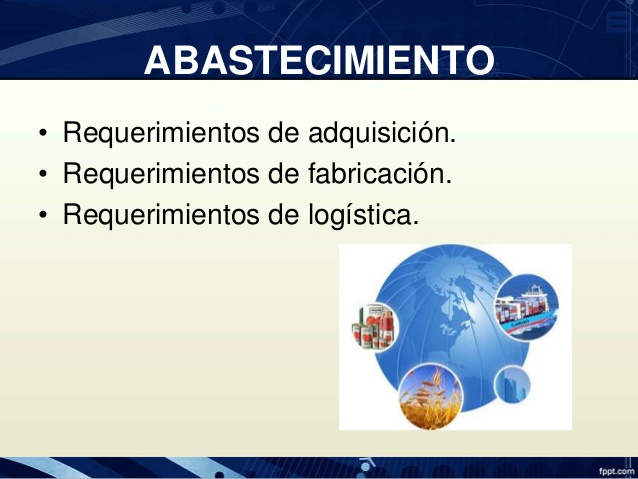 ABASTECIMIENTO
• Requerimientos de adquisición.
• Requerimientos de fabricación.
• Requerimientos de logística.
fppt.com